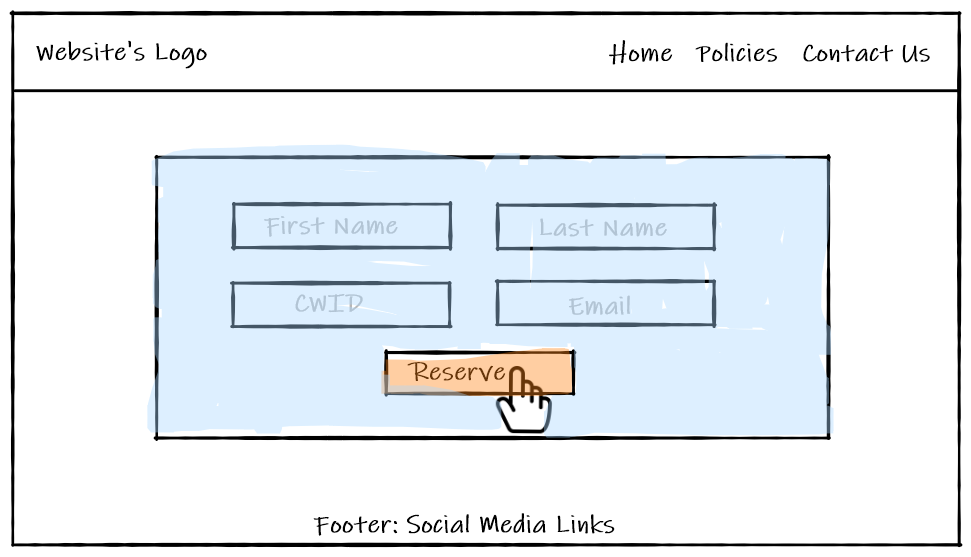 Website's Logo Home Policies Contact Us
First Name Last Name
CWID Email
Reserve
Footer: Social Media Links